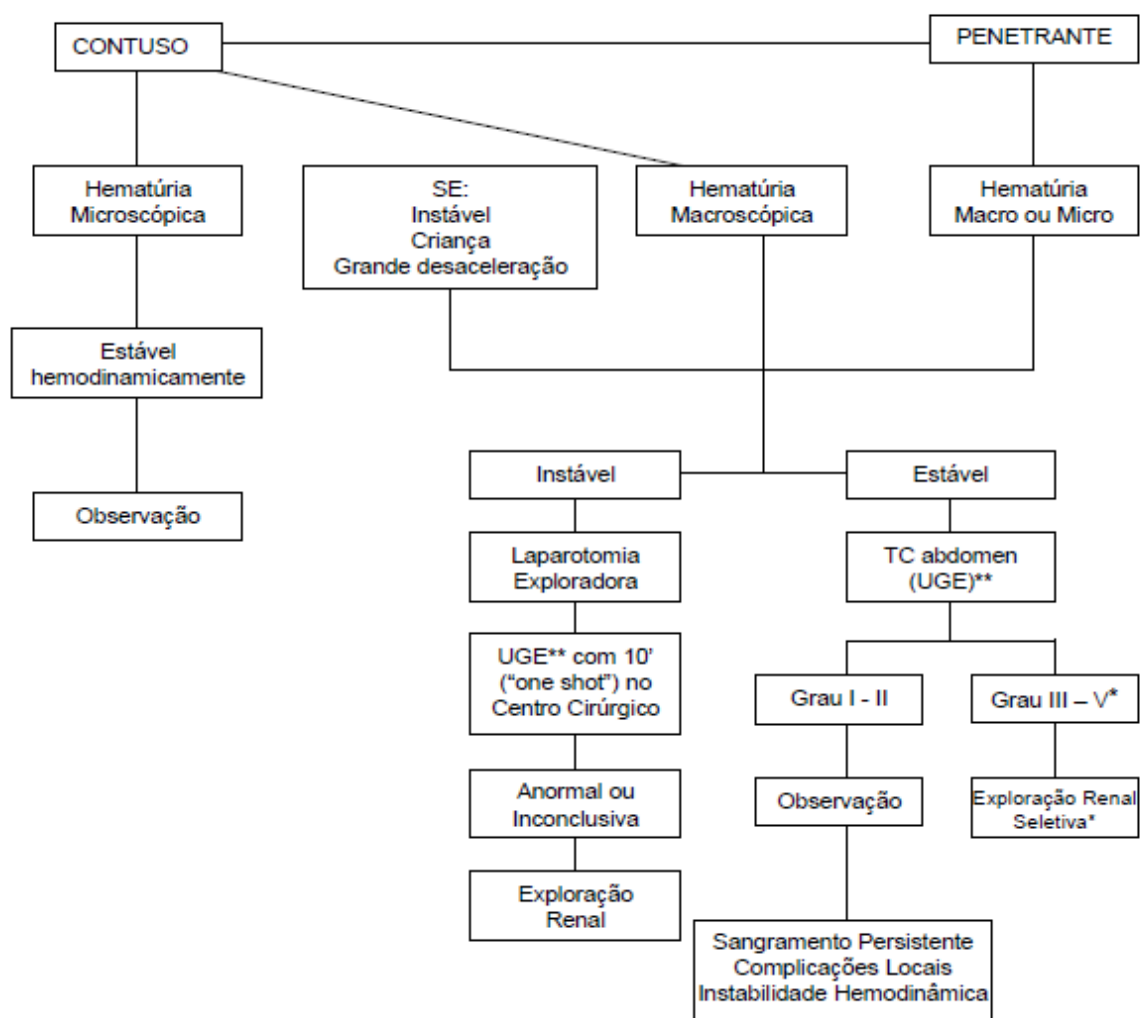 CONTUSO
PENETRANTE
Hematúria
Microscópica
SE:
Instável
Criança
Grande desaceleração
Hematúria
Macroscópica
Hematúria
Macro ou Micro
Estável
hemodinamicamente
Observação
Instável
Estável
Laparotomia
Exploradora
TC abdomen
(UGE)**
UGE** com 10'
(“one shot”) no
Centro Cirúrgico
Grau I - II
Grau III – V*
Anormal ou
Inconclusiva
Observação
Exploração Renal
Seletiva*
Exploração
Renal
Sangramento Persistente
Complicações Locais
Instabilidade Hemodinâmica